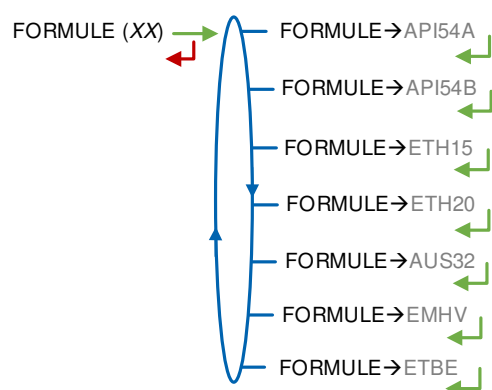 FORMULE (XX)
FORMULE→API54A
FORMULE→API54B
FORMULE→ETH15
FORMULE→ETH20
FORMULE→AUS32
FORMULE→EMHV
FORMULE→ETBE